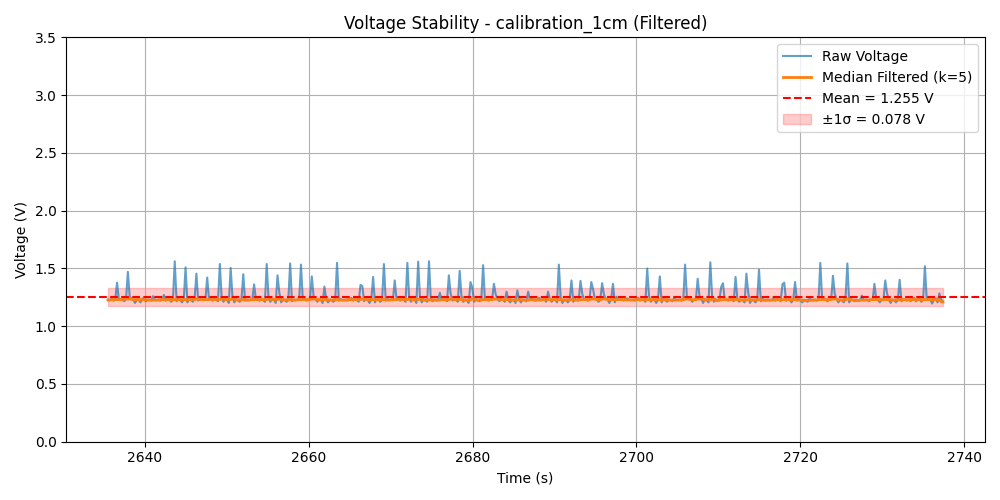 Voltage Stability - calibration_1cm (Filtered)
Raw Voltage
Median Filtered (k=5)
Mean = 1.255 V
±1σ = 0.078 V
Voltage (V)
3.5
3.0
2.5
2.0
1.5
1.0
0.5
0.0
2640 2660 2680 2700 2720 2740
Time (s)